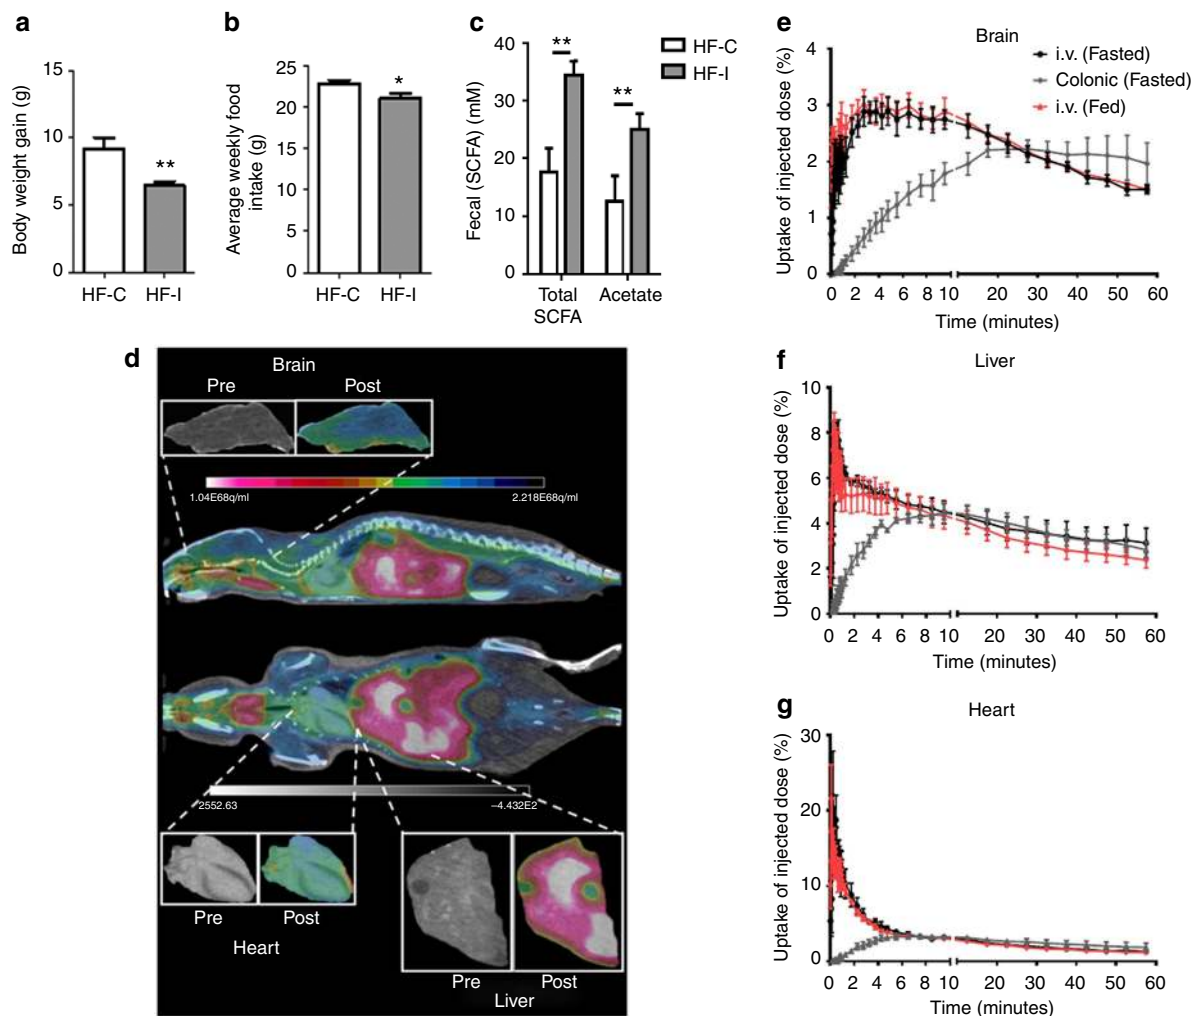 a
Body weight gain (g)
15
10
5
0
**
HF-C HF-I
b
Average weekly food
intake (g)
25
20
15
10
5
0
*
HF-C HF-I
c
Fecal (SCFA) (mM)
40
30
20
10
0
**
**
Total
SCFA
Acetate
HF-C
HF-I
d
Brain
Pre Post
1.04E68q/ml 2.218E68q/ml
2552.63 −4.432E2
Pre Post
Heart
Pre Post
Liver
e
Brain
Uptake of injected dose (%)
4
3
2
1
0
i.v. (Fasted)
Colonic (Fasted)
i.v. (Fed)
0 2 4 6 8 10 20 30 40 50 60
Time (minutes)
f
Liver
Uptake of injected dose (%)
10
8
6
4
2
0
0 2 4 6 8 10 20 30 40 50 60
Time (minutes)
g
Heart
Uptake of injected dose (%)
30
20
10
0
0 2 4 6 8 10 20 30 40 50 60
Time (minutes)